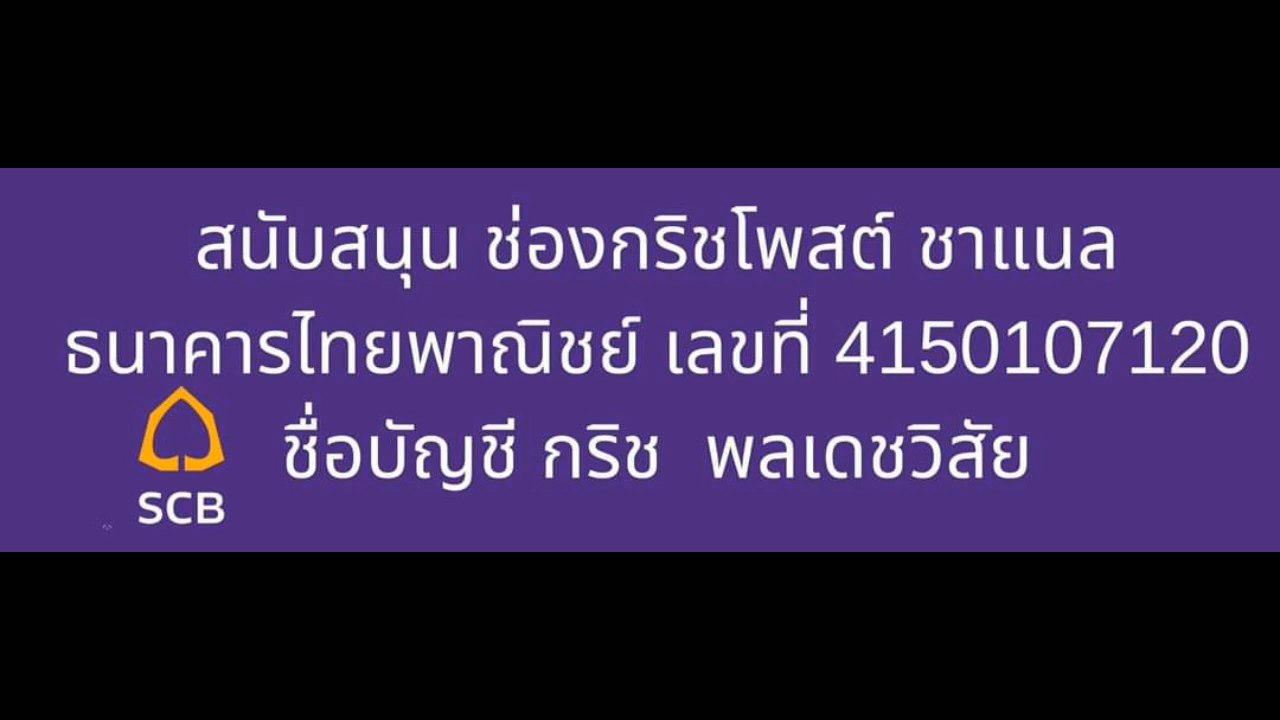 สนับสนุน ช่องกริชโพสต์ ชาแนล
ธนาคารไทยพาณิชย์ เลขที่ 4150107120
ชื่อบัญชี กริช พลเดชวิสัย
SCB